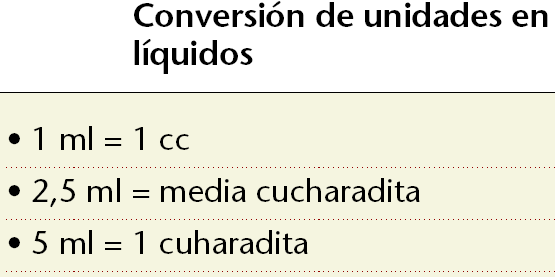 Conversión de unidades en
líquidos
• 1 ml = 1 cc
• 2,5 ml = media cucharadita
• 5 ml = 1 cuharadita